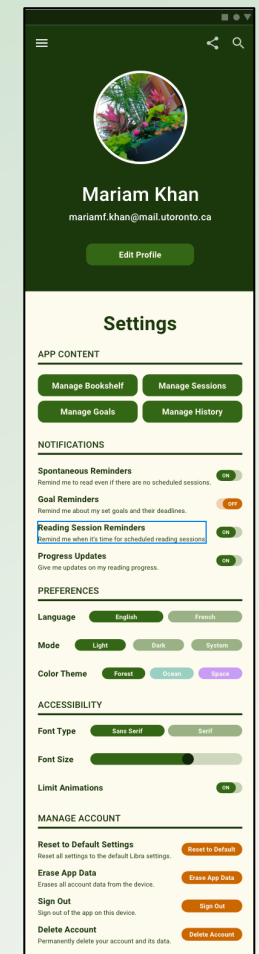 Mariam Khan
mariamf.khan@mail.utoronto.ca
Edit Profile
Settings
APP CONTENT
Manage Bookshelf
Manage Sessions
Manage Goals
Manage History
NOTIFICATIONS
Spontaneous Reminders
Remind me to read even if there are no scheduled sessions.
ON
Goal Reminders
Remind me about my set goals and their deadlines.
OFF
Reading Session Reminders
Remind me when it's time for scheduled reading sessions.
ON
Progress Updates
Give me updates on my reading progress.
ON
PREFERENCES
Language
English
French
Mode
Light
Dark
System
Color Theme
Forest
Ocean
Space
ACCESSIBILITY
Font Type
Sans Serif
Serif
Font Size
Limit Animations
ON
MANAGE ACCOUNT
Reset to Default Settings
Reset all settings to the default Libra settings.
Reset to Default
Erase App Data
Erases all account data from the device.
Erase App Data
Sign Out
Sign out of the app on this device.
Sign Out
Delete Account
Permanently delete your account and its data.
Delete Account